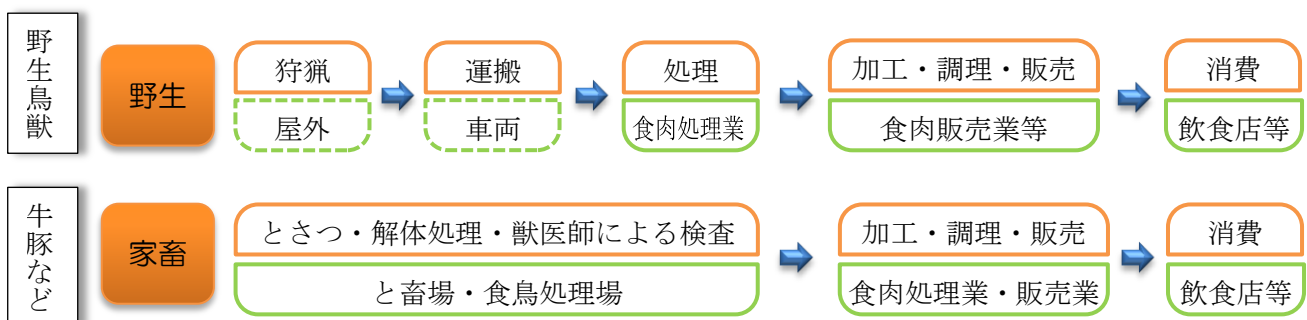 野生鳥獣
野生
狩猟
屋外
運搬
車両
処理
食肉処理業
加工・調理・販売
食肉販売業等
消費
飲食店等
牛豚など
家畜
とさつ・解体処理・獣医師による検査
と畜場・食鳥処理場
加工・調理・販売
食肉処理業・販売業
消費
飲食店等